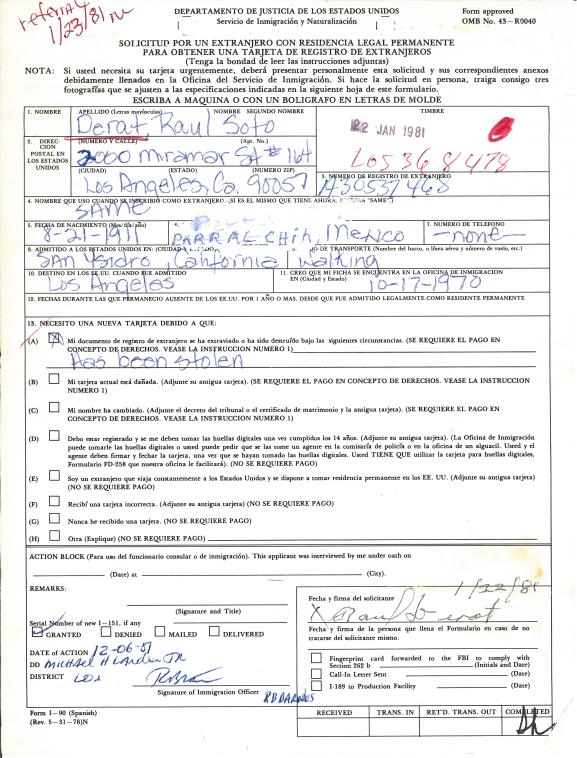 referral
1/23/81 w
DEPARTAMENTO DE JUSTICIA DE LOS ESTADOS UNIDOS
Servicio de Inmigración y Naturalización
Form approved
OMB No. 43-R0040
SOLICITUD POR UN EXTRANJERO CON RESIDENCIA LEGAL PERMANENTE
PARA OBTENER UNA TARJETA DE REGISTRO DE EXTRANJEROS
(Tenga la bondad de leer las instrucciones adjuntas)
NOTA: Si usted necesita su tarjeta urgentemente, deberá presentar personalmente esta solicitud y sus correspondientes anexos
debidamente llenados en la Oficina del Servicio de Inmigración. Si hace la solicitud en persona, traiga consigo tres
fotografías que se ajusten a las especificaciones indicadas en la siguiente hoja de este formulario.
ESCRIBA A MAQUINA O CON UN BOLIGRAFO EN LETRAS DE MOLDE
1. NOMBRE APELLIDO (Letras mayúsculas) NOMBRE SEGUNDO NOMBRE
Derat Raul Soto
TIMBRE
22 JAN 1981
LOS 368478
2. DIRECCION POSTAL EN LOS ESTADOS UNIDOS
NUMERO Y CALLE) (Apt. No.)
2000 Miramar St # 164
(CIUDAD) (ESTADO) (NUMERO ZIP)
Los Angeles, Ca. 90057
3. NUMERO DE REGISTRO DE EXTRANJERO
A30537468
4. NOMBRE QUE USO CUANDO SE INSCRIBIO COMO EXTRANJERO. (SI ES EL MISMO QUE TIENE AHORA, "SAME")
SAME
5. FECHA DE NACIMIENTO (Mes/día/año)
8-21-1911
6.
PARRAL CHIH, Mexico
7. NUMERO DE TELEFONO
-none-
8. ADMITIDO A LOS ESTADOS UNIDOS EN: (CIUDAD Y ESTADO)
San Ysidro, California
9. DE TRANSPORTE (Nombre del barco, o línea aérea y número de vuelo, etc.)
Walking
10. DESTINO EN LOS EE.UU. CUANDO FUE ADMITIDO
Los Angeles
11. CREO QUE MI FICHA SE ENCUENTRA EN LA OFICINA DE INMIGRACION
EN (Ciudad y Estado)
10-17-1970
12. FECHAS DURANTE LAS QUE PERMANECIO AUSENTE DE LOS EE.UU. POR 1 AÑO O MAS, DESDE QUE FUE ADMITIDO LEGALMENTE COMO RESIDENTE PERMANENTE
13. NECESITO UNA NUEVA TARJETA DEBIDO A QUE:
(A) X Mi documento de registro de extranjero se ha extraviado o ha sido destruído bajo las siguientes circunstancias. (SE REQUIERE EL PAGO EN
CONCEPTO DE DERECHOS. VEASE LA INSTRUCCION NUMERO 1)
Has been stolen
(B) Mi tarjeta actual está dañada. (Adjunte su antigua tarjeta). (SE REQUIERE EL PAGO EN CONCEPTO DE DERECHOS. VEASE LA INSTRUCCION
NUMERO 1)
(C) Mi nombre ha cambiado. (Adjunte el decreto del tribunal o el certificado de matrimonio y la antigua tarjeta). (SE REQUIERE EL PAGO EN
CONCEPTO DE DERECHOS. VEASE LA INSTRUCCION NUMERO 1)
(D) Debo estar registrado y se me deben tomar las huellas digitales una vez cumplidos los 14 años. (Adjunte su antigua tarjeta). (La Oficina de Inmigración
puede tomarle las huellas digitales o usted puede pedir que se las tome un agente en la comisaría de policía o en la oficina de un alguacil. Usted y el
agente deben firmar y fechar la tarjeta, una vez que se hayan tomado las huellas digitales. Usted TIENE QUE utilizar la tarjeta para huellas digitales,
Formulario FD-258 que nuestra oficina le facilitará). (NO SE REQUIERE PAGO)
(E) Soy un extranjero que viaja constantemente a los Estados Unidos y se dispone a tomar residencia permanente en los EE. UU. (Adjunte su antigua
tarjeta) (NO SE REQUIERE PAGO)
(F) Recibí una tarjeta incorrecta. (Adjunte su antigua tarjeta) (NO SE REQUIERE PAGO)
(G) Nunca he recibido una tarjeta. (NO SE REQUIERE PAGO)
(H) Otra (Explique) (NO SE REQUIERE PAGO)
ACTION BLOCK (Para uso del funcionario consular o de inmigración). This applicant was interviewed by me under oath on
(Date) at (City).
REMARKS:
(Signature and Title)
Serial Number of new I-151, if any
GRANTED DENIED MAILED DELIVERED
DATE OF ACTION 12-06-81
DD MICHAEL H LANDON JR
DISTRICT LOS
Signature of Immigration Officer
RB BARNES
1/22/81
Fecha y firma del solicitante
X Raul S Derat
Fecha y firma de la persona que llena el Formulario en caso de no
tratarse del solicitante mismo.
Fingerprint card forwarded to the FBI to comply with
Section 262 b (Initials and Date)
Call-In Letter Sent (Date)
I-189 to Production Facility (Date)
RECEIVED TRANS. IN RET'D. TRANS. OUT COMPLETED
Form I-90 (Spanish)
(Rev. 5-31-78)N